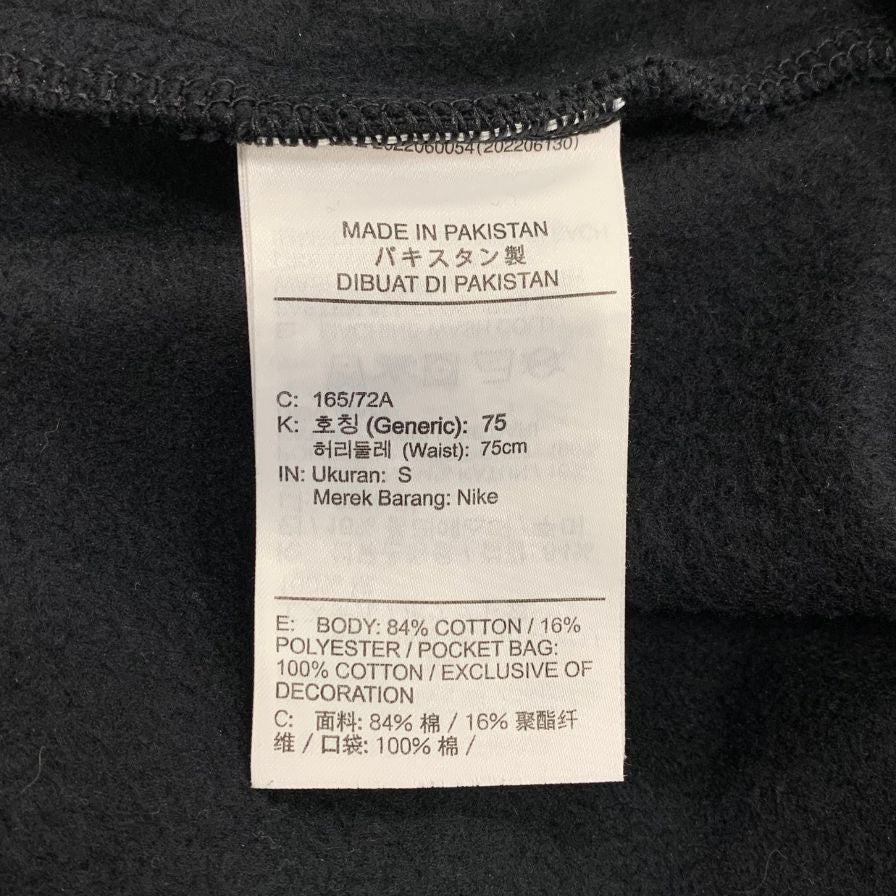 2022060054(202206130)
MADE IN PAKISTAN
パキスタン製
DIBUAT DI PAKISTAN
C: 165/72A
K: 호칭 (Generic): 75
허리둘레 (Waist): 75cm
IN: Ukuran: S
Merek Barang: Nike
E: BODY: 84% COTTON / 16%
POLYESTER / POCKET BAG:
100% COTTON / EXCLUSIVE OF
DECORATION
C: 面料: 84% 棉 / 16% 聚酯纤
维 / 口袋: 100% 棉 /